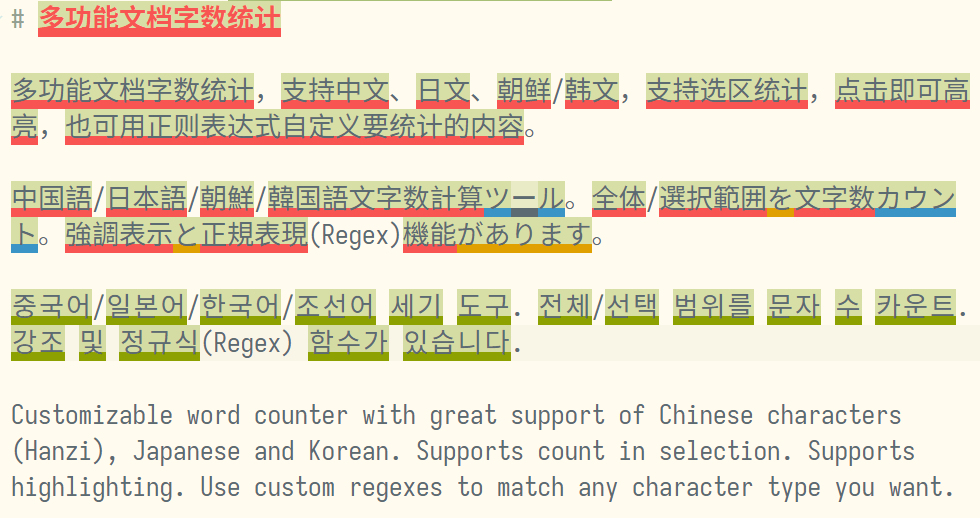 # 多功能文档字数统计
多功能文档字数统计，支持中文、日文、朝鲜/韩文，支持选区统计，点击即可高
亮，也可用正则表达式自定义要统计的内容。
中国語/日本語/朝鮮/韓国語文字数計算ツール。全体/選択範囲を文字数カウン
ト。強調表示と正規表現(Regex)機能があります。
중국어/일본어/한국어/조선어 세기 도구. 전체/선택 범위를 문자 수 카운트.
강조 및 정규식(Regex) 함수가 있습니다.
Customizable word counter with great support of Chinese characters
(Hanzi), Japanese and Korean. Supports count in selection. Supports
highlighting. Use custom regexes to match any character type you want.